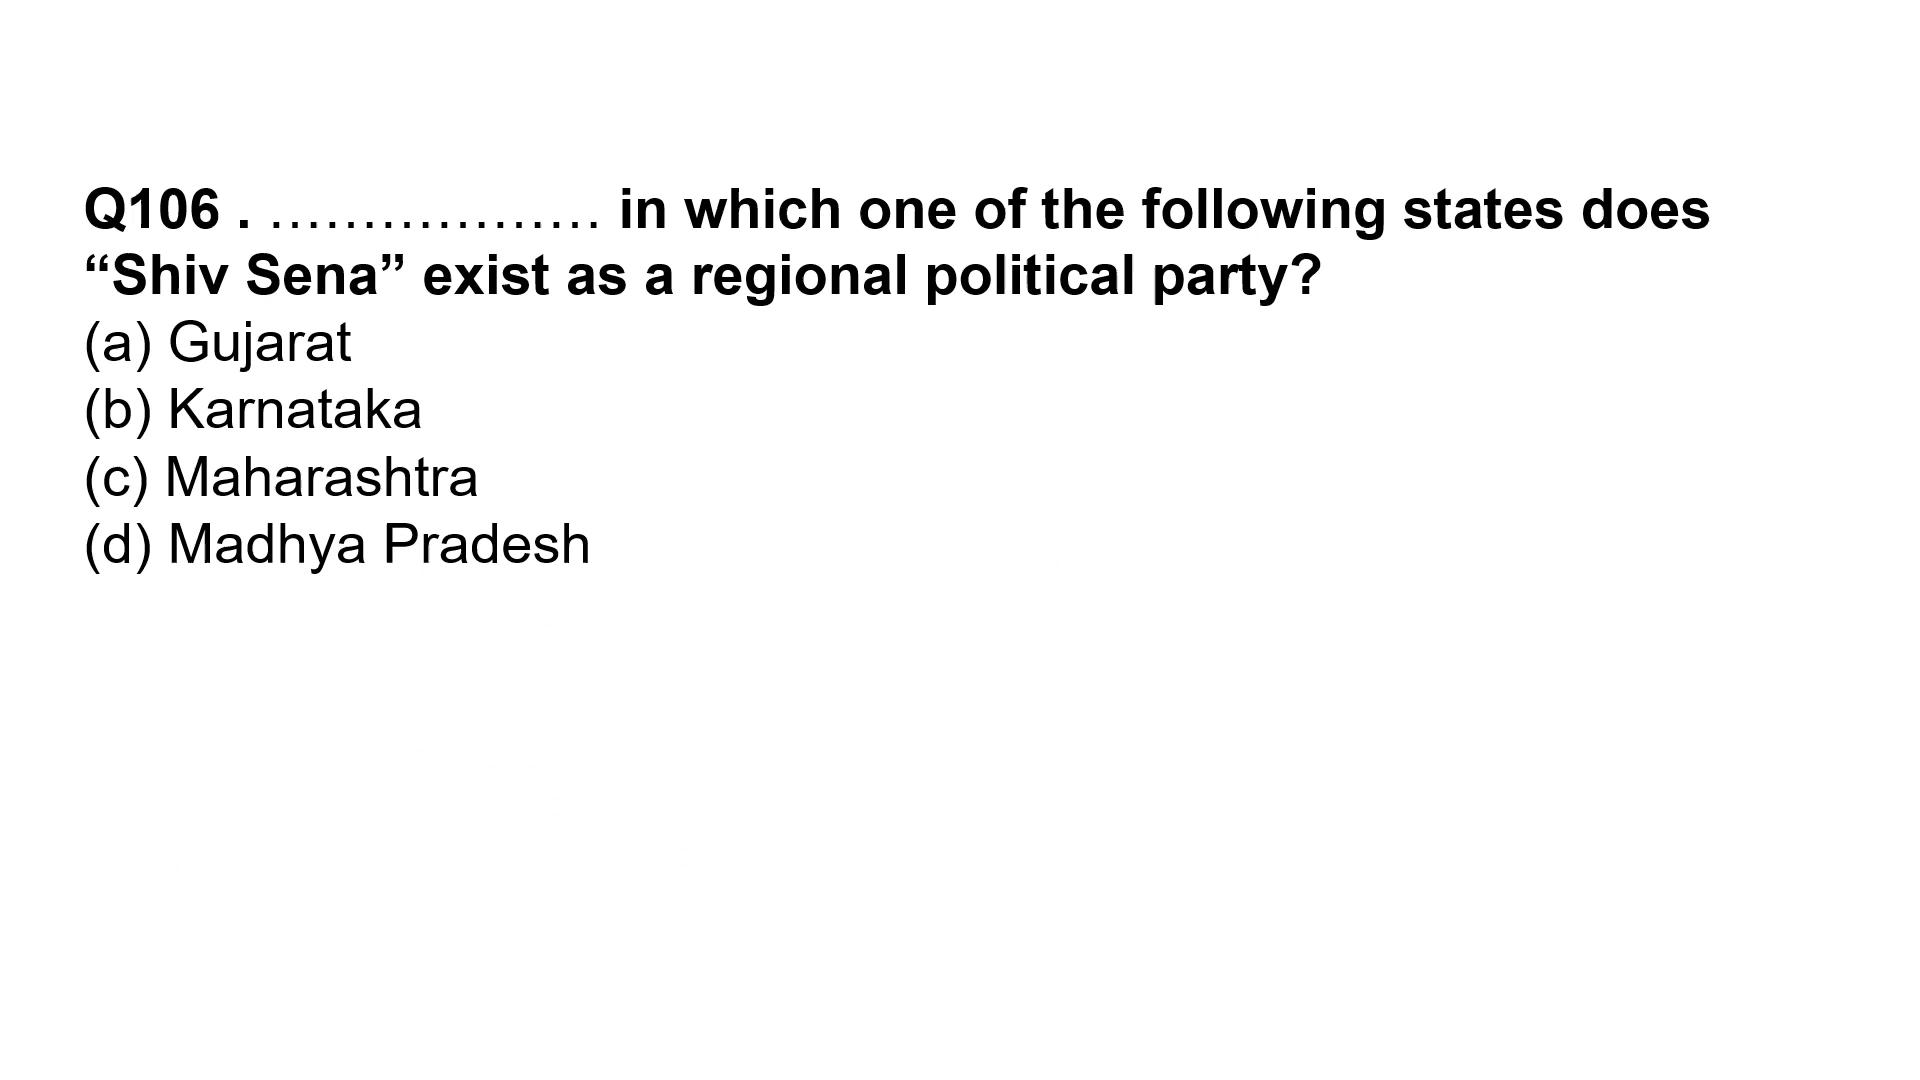 Q106 . ……………… in which one of the following states does
“Shiv Sena” exist as a regional political party?
(a) Gujarat
(b) Karnataka
(c) Maharashtra
(d) Madhya Pradesh